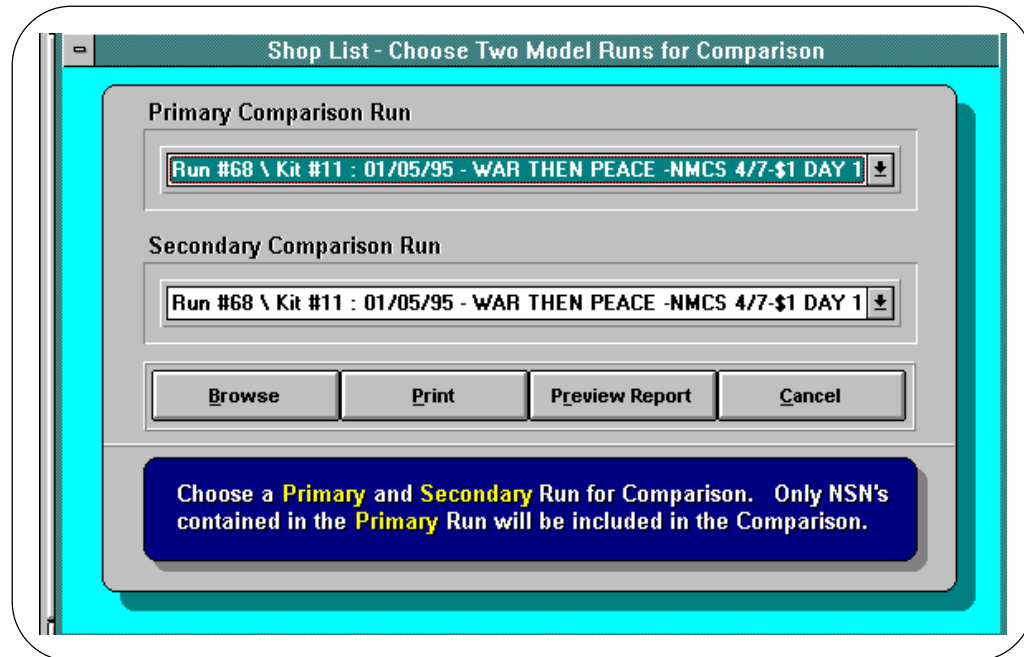 Shop List - Choose Two Model Runs for Comparison
Primary Comparison Run
Run #68 \ Kit #11 : 01/05/95 - WAR THEN PEACE -NMCS 4/7-$1 DAY 1
Secondary Comparison Run
Run #68 \ Kit #11 : 01/05/95 - WAR THEN PEACE -NMCS 4/7-$1 DAY 1
Browse Print Preview Report Cancel
Choose a Primary and Secondary Run for Comparison. Only NSN's
contained in the Primary Run will be included in the Comparison.